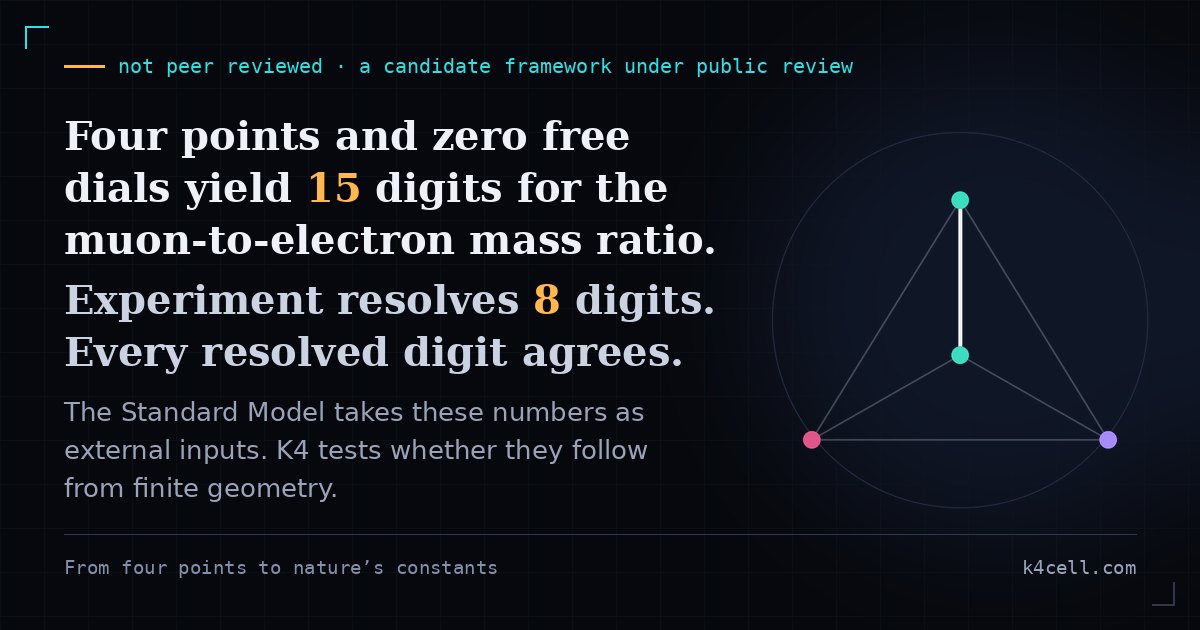 not peer reviewed · a candidate framework under public review
Four points and zero free
dials yield 15 digits for the
muon-to-electron mass ratio.
Experiment resolves 8 digits.
Every resolved digit agrees.
The Standard Model takes these numbers as
external inputs. K4 tests whether they follow
from finite geometry.
From four points to nature’s constants
k4cell.com